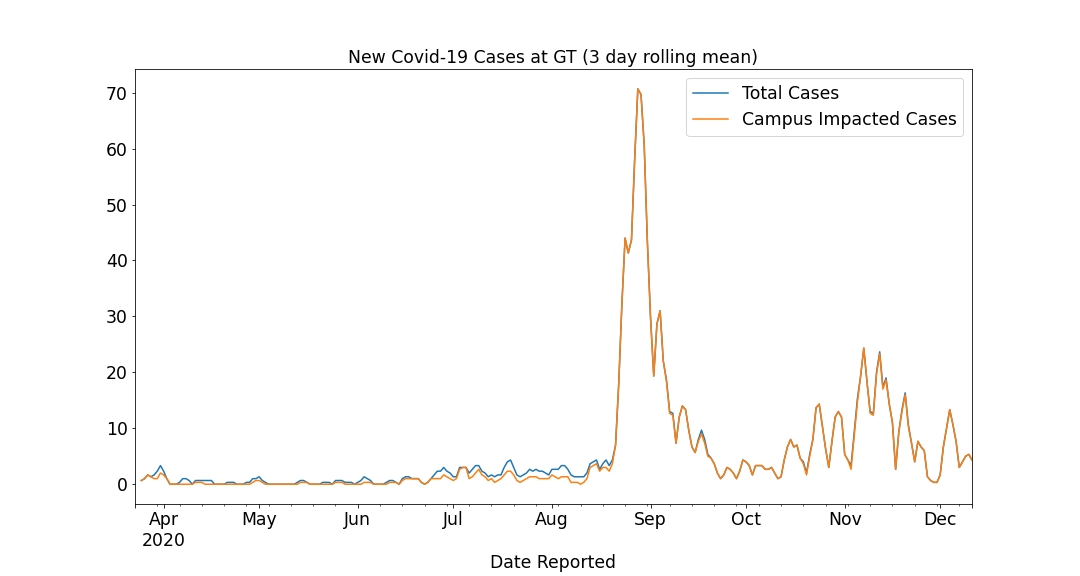 New Covid-19 Cases at GT (3 day rolling mean)
Total Cases
Campus Impacted Cases
70
60
50
40
30
20
10
0
Apr May Jun Jul Aug Sep Oct Nov Dec
2020
Date Reported